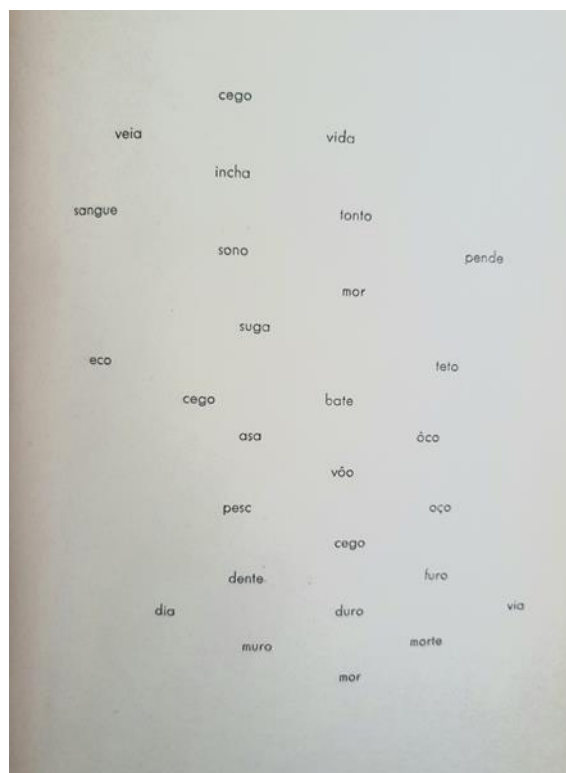 cego
veia vida
incha
sangue tonto
sono pende
mor
suga
eco teto
cego bate
asa ôco
vôo
pesc oço
cego
dente furo
dia duro via
muro morte
mor